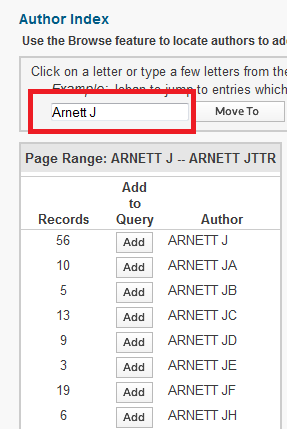 Author Index
Use the Browse feature to locate authors to ad
Click on a letter or type a few letters from the
Example: Johan to jump to entries which
Arnett J
Move To
Page Range: ARNETT J -- ARNETT JTTR
Add
to
Records Query Author
56 Add ARNETT J
10 Add ARNETT JA
5 Add ARNETT JB
13 Add ARNETT JC
9 Add ARNETT JD
3 Add ARNETT JE
19 Add ARNETT JF
6 Add ARNETT JH